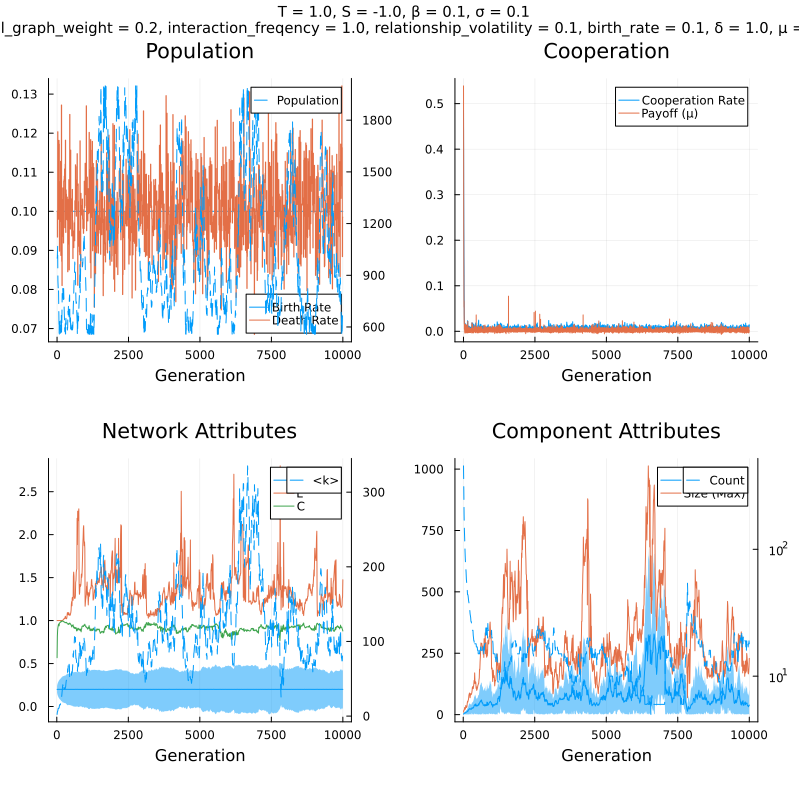 T = 1.0, S = -1.0, β = 0.1, σ = 0.1
l_graph_weight = 0.2, interaction_freqency = 1.0, relationship_volatility = 0.1, birth_rate = 0.1, δ = 1.0, μ =
Population
Cooperation
0.13
0.12
0.11
0.10
0.09
0.08
0.07
1800
1500
1200
900
600
Population
Birth Rate
Death Rate
0 2500 5000 7500 10000
Generation
0.5
0.4
0.3
0.2
0.1
0.0
Cooperation Rate
Payoff (μ)
0 2500 5000 7500 10000
Generation
Network Attributes
Component Attributes
2.5
2.0
1.5
1.0
0.5
0.0
300
200
100
0
<k>
C
0 2500 5000 7500 10000
Generation
1000
750
500
250
0
10²
10¹
Count
Size (Max)
0 2500 5000 7500 10000
Generation